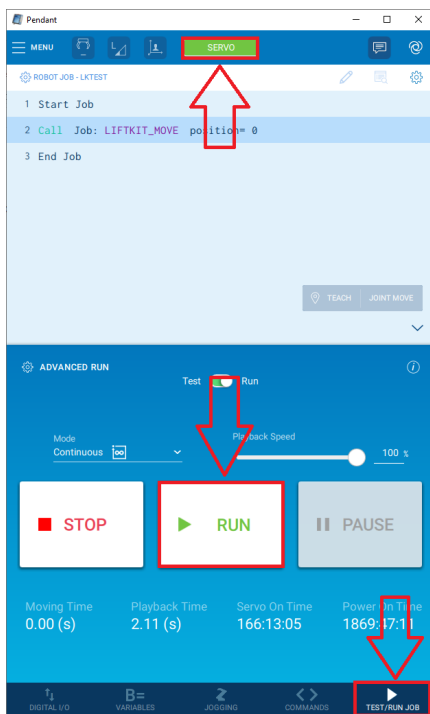 Pendant
MENU
SERVO
ROBOT JOB - LKTEST
1 Start Job
2 Call Job: LIFTKIT_MOVE position= 0
3 End Job
TEACH JOINT MOVE
ADVANCED RUN
Test Run
Mode
Continuous
Playback Speed
100 %
STOP
RUN
PAUSE
Moving Time Playback Time Servo On Time Power On Time
0.00 (s) 2.11 (s) 166:13:05 1869:47:11
DIGITAL I/O VARIABLES JOGGING COMMANDS TEST/RUN JOB